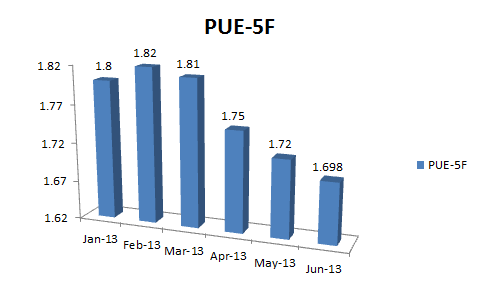 PUE-5F
1.82
1.77
1.72
1.67
1.62
1.8
1.82
1.81
1.75
1.72
1.698
Jan-13
Feb-13
Mar-13
Apr-13
May-13
Jun-13
PUE-5F